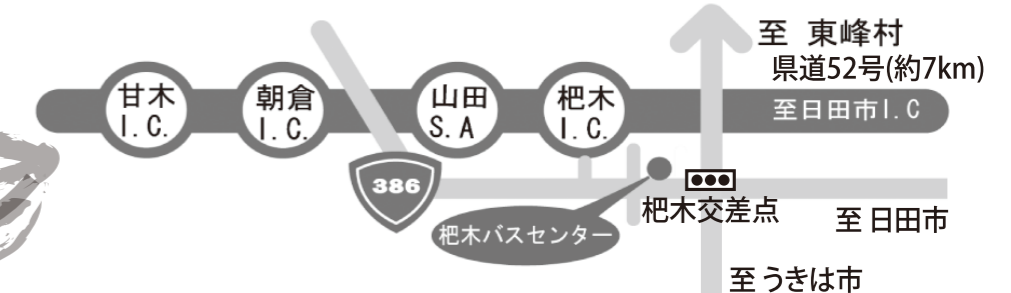 至 東峰村
県道52号(約7km)
甘木
I.C.
朝倉
I.C.
山田
S.A
杷木
I.C.
至日田市I.C
386
杷木バスセンター
杷木交差点
至 日田市
至 うきは市